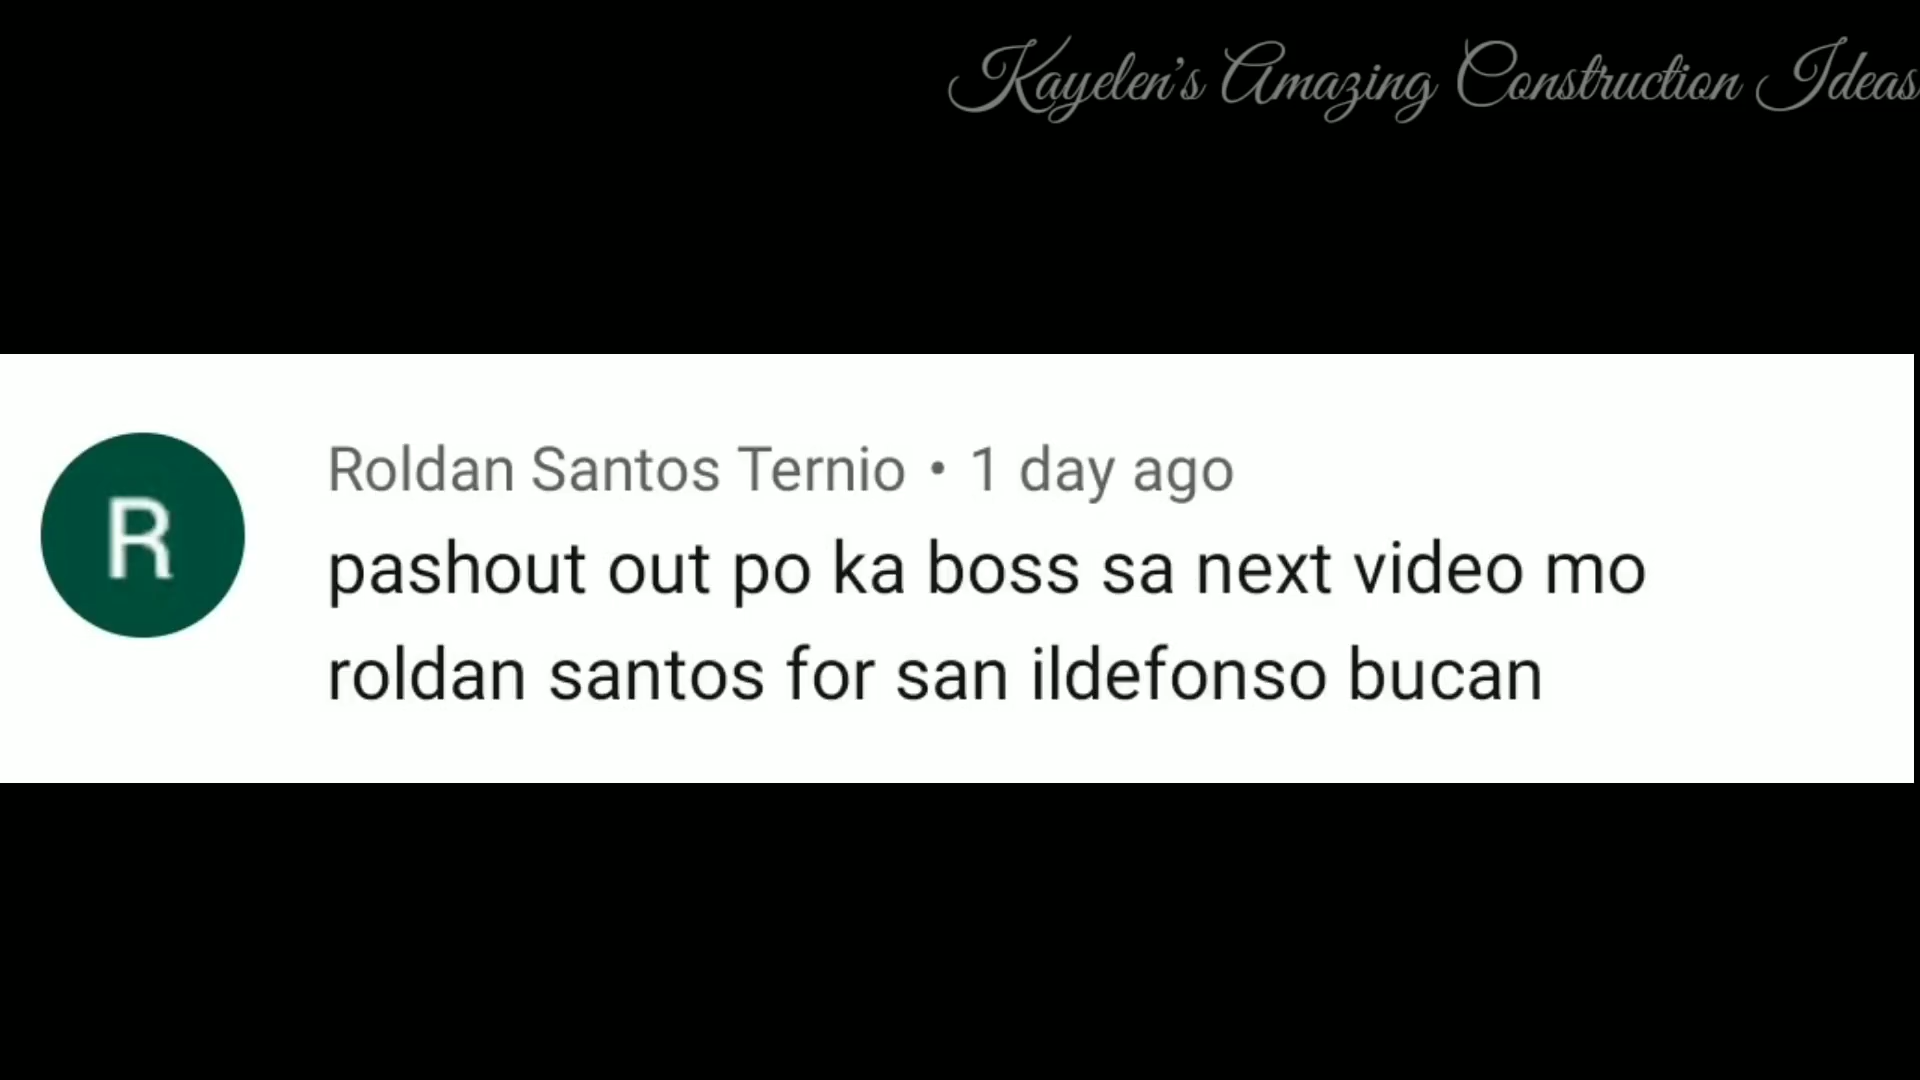 Kayelen's Amazing Construction Ideas
R
Roldan Santos Ternio • 1 day ago
pashout out po ka boss sa next video mo
roldan santos for san ildefonso bucan